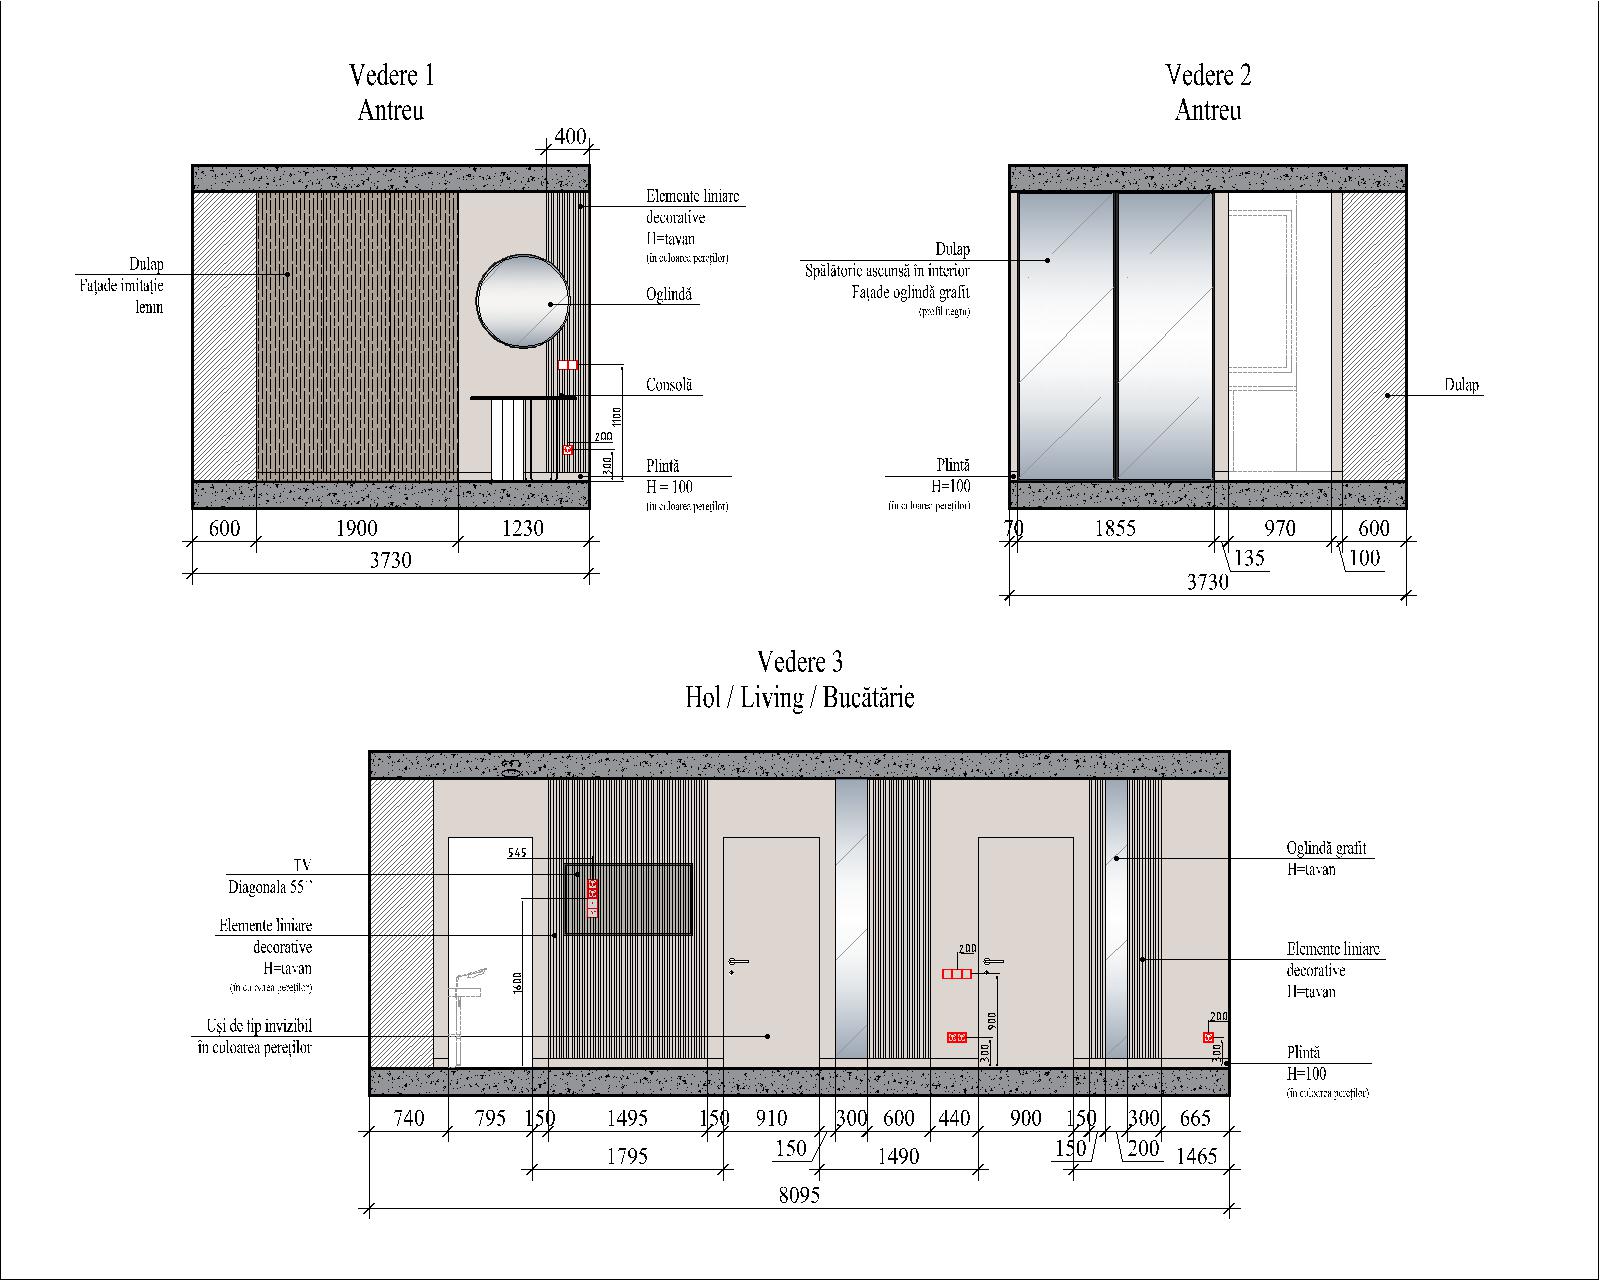 Vedere 1
Antreu
400
Elemente liniare
decorative
H=tavan
(în culoarea pereților)
Dulap
Fațade imitație
lemn
Oglindă
Consolă
1100
200
300
Plintă
H = 100
(în culoarea pereților)
600
1900
1230
3730
Vedere 2
Antreu
Dulap
Spălătorie ascunsă în interior
Fațade oglindă grafit
(profil negru)
Dulap
Plintă
H=100
(în culoarea pereților)
70
1855
970
600
135
100
3730
Vedere 3
Hol / Living / Bucătărie
03
545
TV
Diagonala 55``
Elemente liniare
decorative
H=tavan
(în culoarea pereților)
1600
Uși de tip invizibil
în culoarea pereților
200
900
300
Oglindă grafit
H=tavan
Elemente liniare
decorative
H=tavan
200
300
Plintă
H=100
(în culoarea pereților)
740
795
150
1495
150
910
300
600
440
900
150
300
665
150
150
200
1795
1490
1465
8095